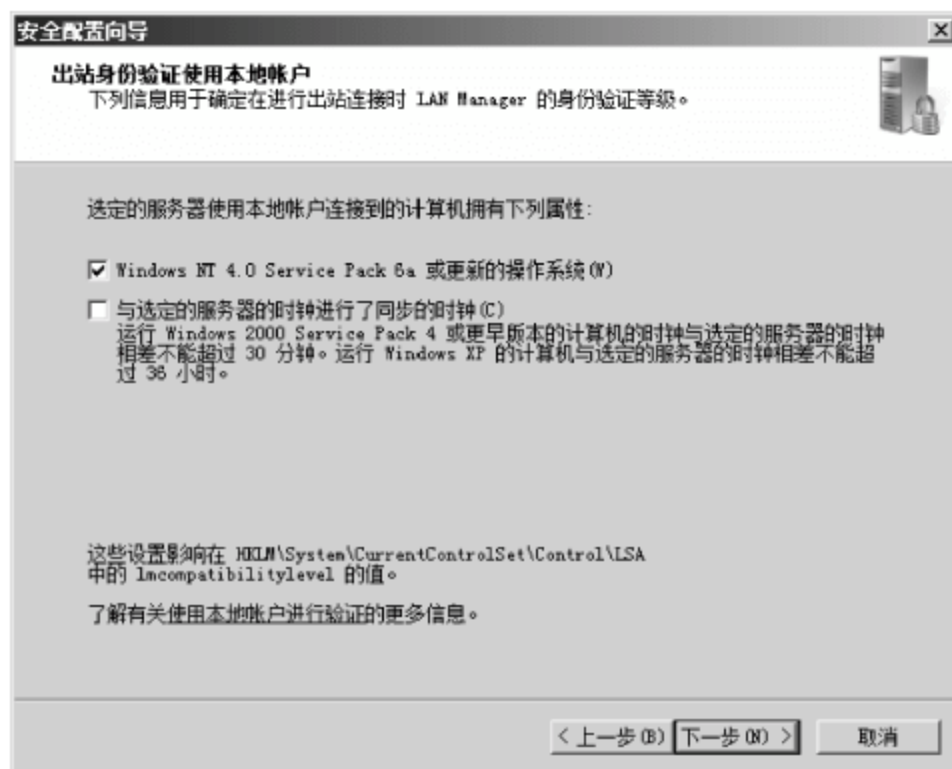 安全配置向导
出站身份验证使用本地帐户
下列信息用于确定在进行出站连接时 LAN Manager 的身份验证等级。
选定的服务器使用本地帐户连接到的计算机拥有下列属性:
Windows NT 4.0 Service Pack 6a 或更新的操作系统(W)
与选定的服务器的时钟进行了同步的时钟(C)
运行 Windows 2000 Service Pack 4 或更早版本的计算机的时钟与选定的服务器的时钟
相差不能超过 30 分钟。运行 Windows XP 的计算机与选定的服务器的时钟相差不能超
过 36 小时。
这些设置影响在 HKLM\System\CurrentControlSet\Control\LSA
中的 lmcompatibilitylevel 的值。
了解有关使用本地帐户进行验证的更多信息。
< 上一步(B) 下一步(N) > 取消